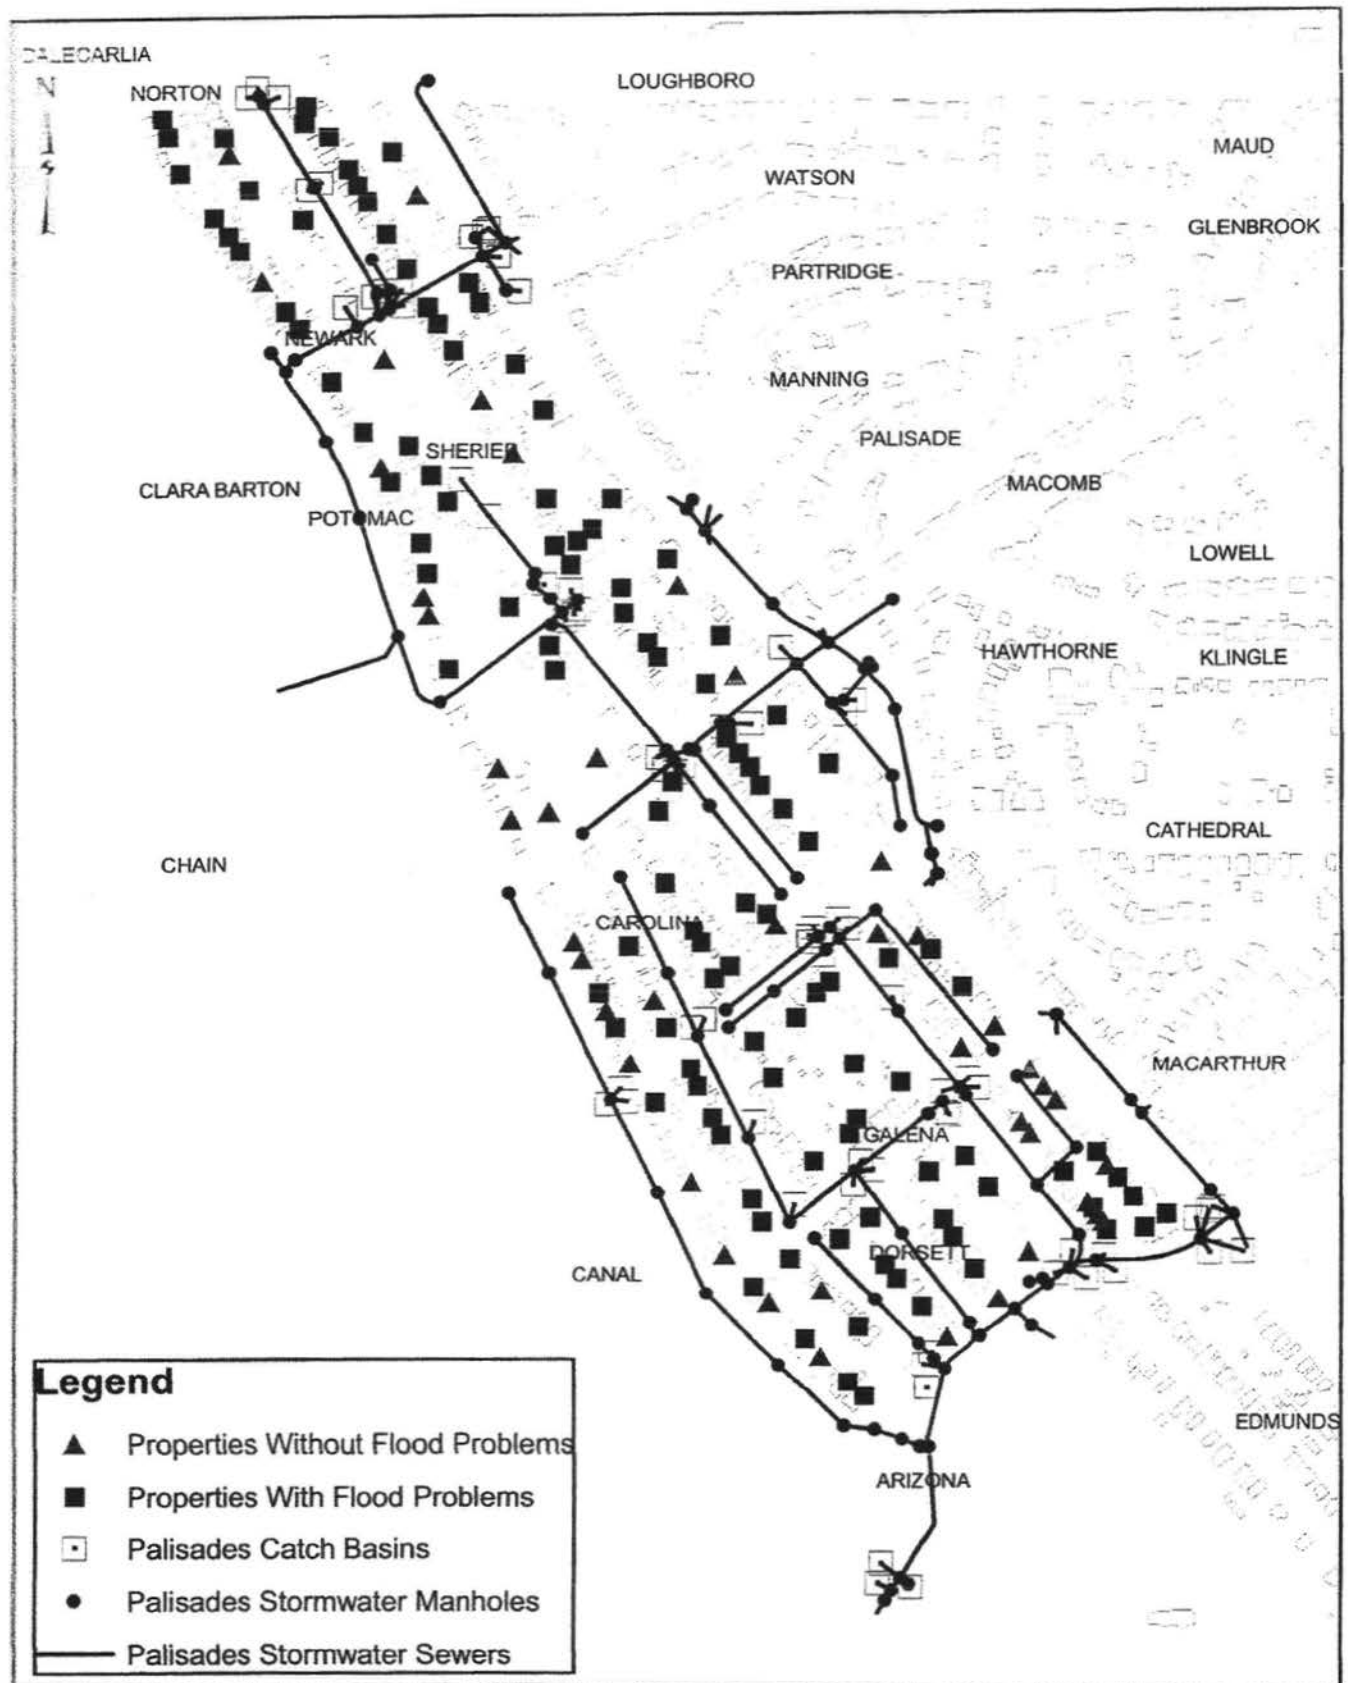 DALECARLIA
N
NORTON
LOUGHBORO
MAUD
WATSON
GLENBROOK
PARTRIDGE
NEWARK
MANNING
PALISADE
SHERIER
MACOMB
CLARA BARTON
POTOMAC
LOWELL
HAWTHORNE
KLINGLE
CATHEDRAL
CHAIN
CAROLINA
MACARTHUR
GALENA
DORSETT
CANAL
EDMUNDS
ARIZONA
Legend
Properties Without Flood Problems
Properties With Flood Problems
Palisades Catch Basins
Palisades Stormwater Manholes
Palisades Stormwater Sewers